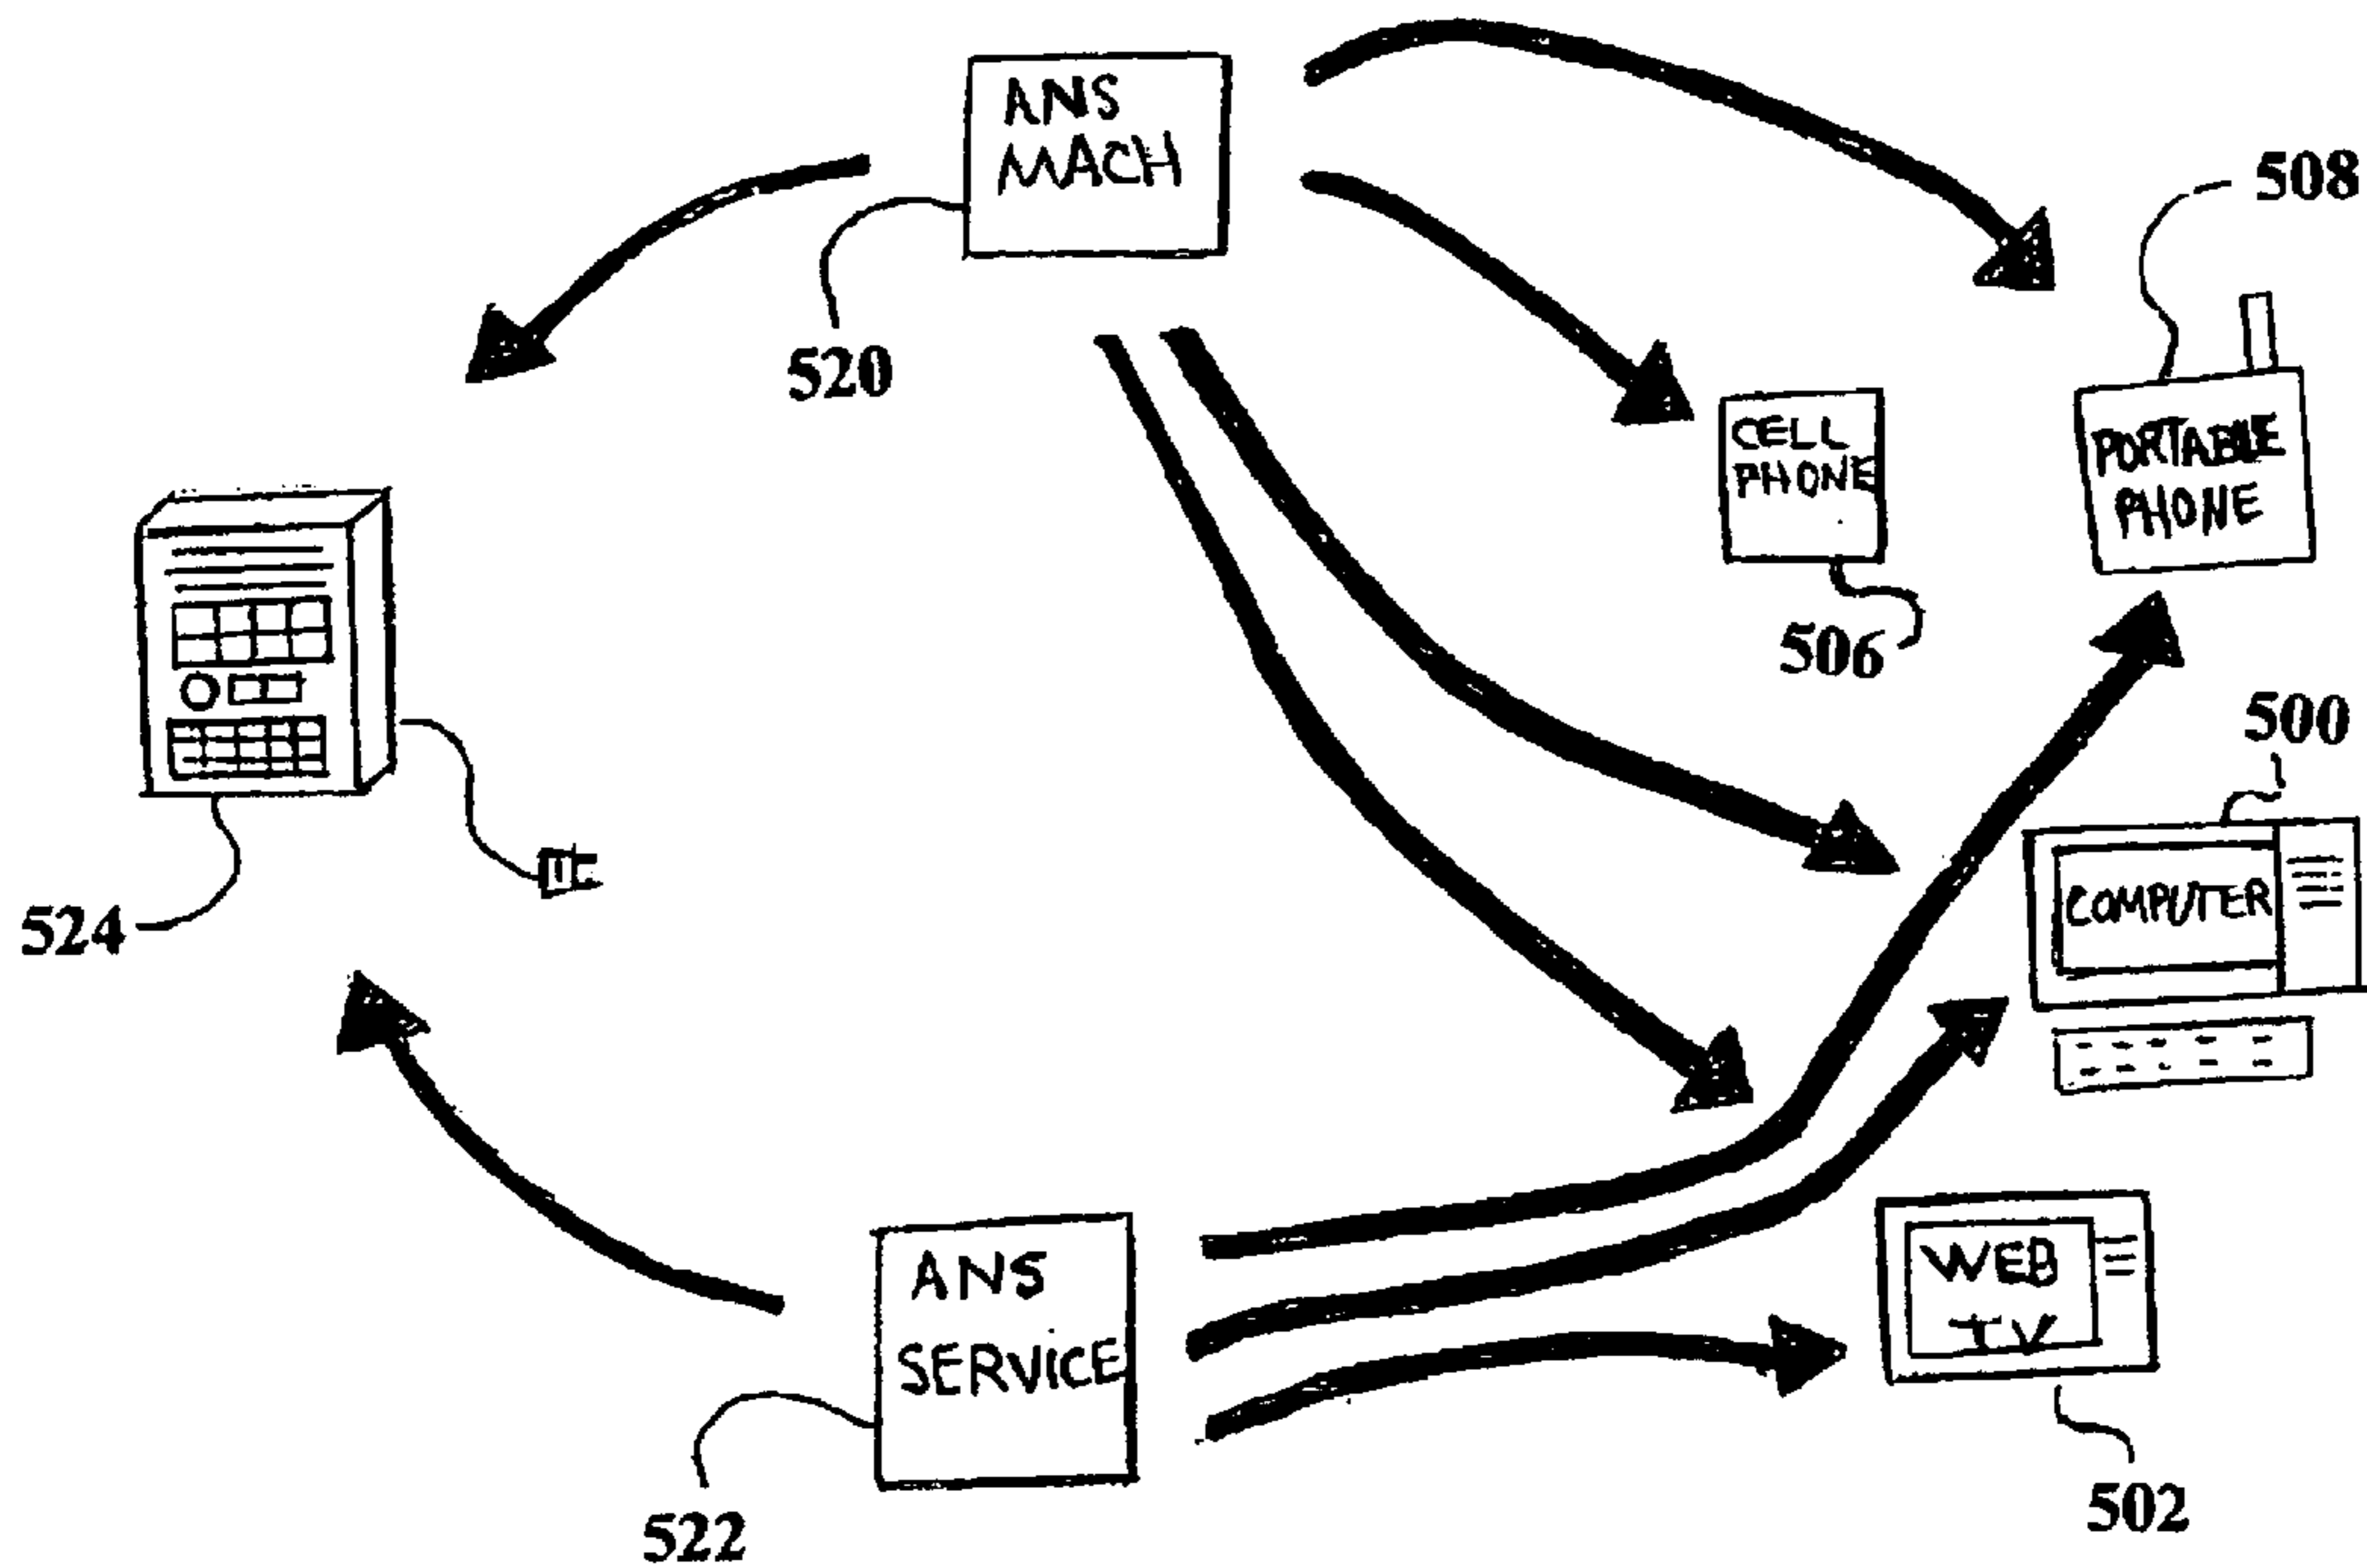 ANS
MACH
508
520
CELL
PHONE
PORTABLE
PHONE
506
500
COMPUTER
524
ANS
SERVICE
WEB
TV
522
502